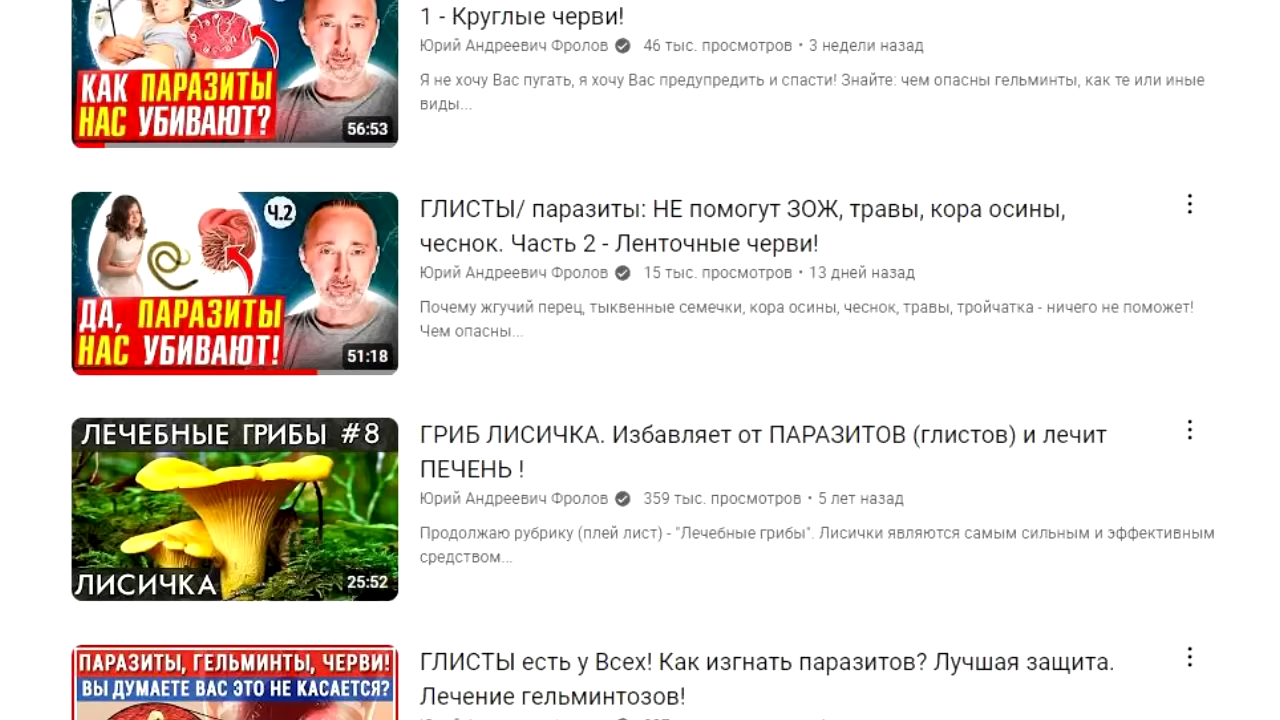 1 - Круглые черви!
Юрий Андреевич Фролов 46 тыс. просмотров • 3 недели назад
Я не хочу Вас пугать, я хочу Вас предупредить и спасти! Знайте: чем опасны гельминты, как те или иные
виды...
КАК ПАРАЗИТЫ
НАС УБИВАЮТ?
56:53
Ч.2
ДА, ПАРАЗИТЫ
НАС УБИВАЮТ!
51:18
ГЛИСТЫ/ паразиты: НЕ помогут ЗОЖ, травы, кора осины,
чеснок. Часть 2 - Ленточные черви!
Юрий Андреевич Фролов 15 тыс. просмотров • 13 дней назад
Почему жгучий перец, тыквенные семечки, кора осины, чеснок, травы, тройчатка - ничего не поможет!
Чем опасны...
ЛЕЧЕБНЫЕ ГРИБЫ #8
ЛИСИЧКА
25:52
ГРИБ ЛИСИЧКА. Избавляет от ПАРАЗИТОВ (глистов) и лечит
ПЕЧЕНЬ !
Юрий Андреевич Фролов 359 тыс. просмотров • 5 лет назад
Продолжаю рубрику (плей лист) - "Лечебные грибы". Лисички являются самым сильным и эффективным
средством...
ПАРАЗИТЫ, ГЕЛЬМИНТЫ, ЧЕРВИ!
ВЫ ДУМАЕТЕ ВАС ЭТО НЕ КАСАЕТСЯ?
ГЛИСТЫ есть у Всех! Как изгнать паразитов? Лучшая защита.
Лечение гельминтозов!